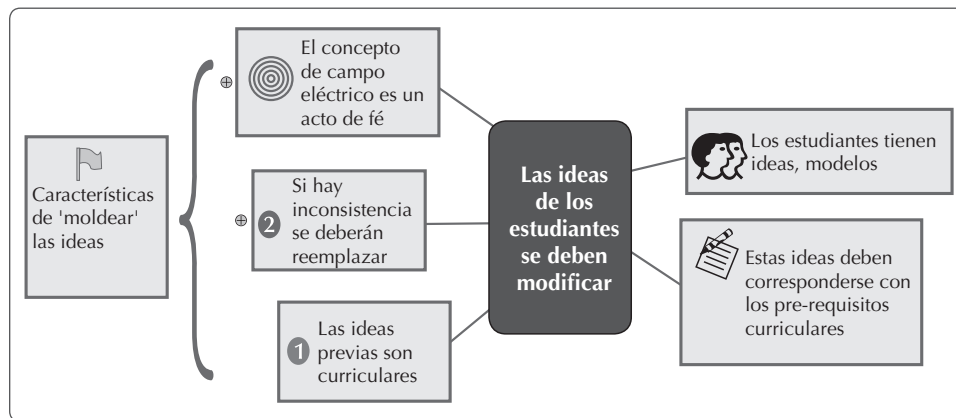 Característicás
de 'moldear'
las ideas
El concepto
de campo
eléctrico es un
acto de fé
2
Si hay
inconsistencia
se deberán
reemplazar
1
Las ideas
previas son
curriculares
Las ideas
de los
estudiantes
se deben
modificar
Los estudiantes tienen
ideas, modelos
Estas ideas deben
corresponderse con
los pre-requisitos
curriculares